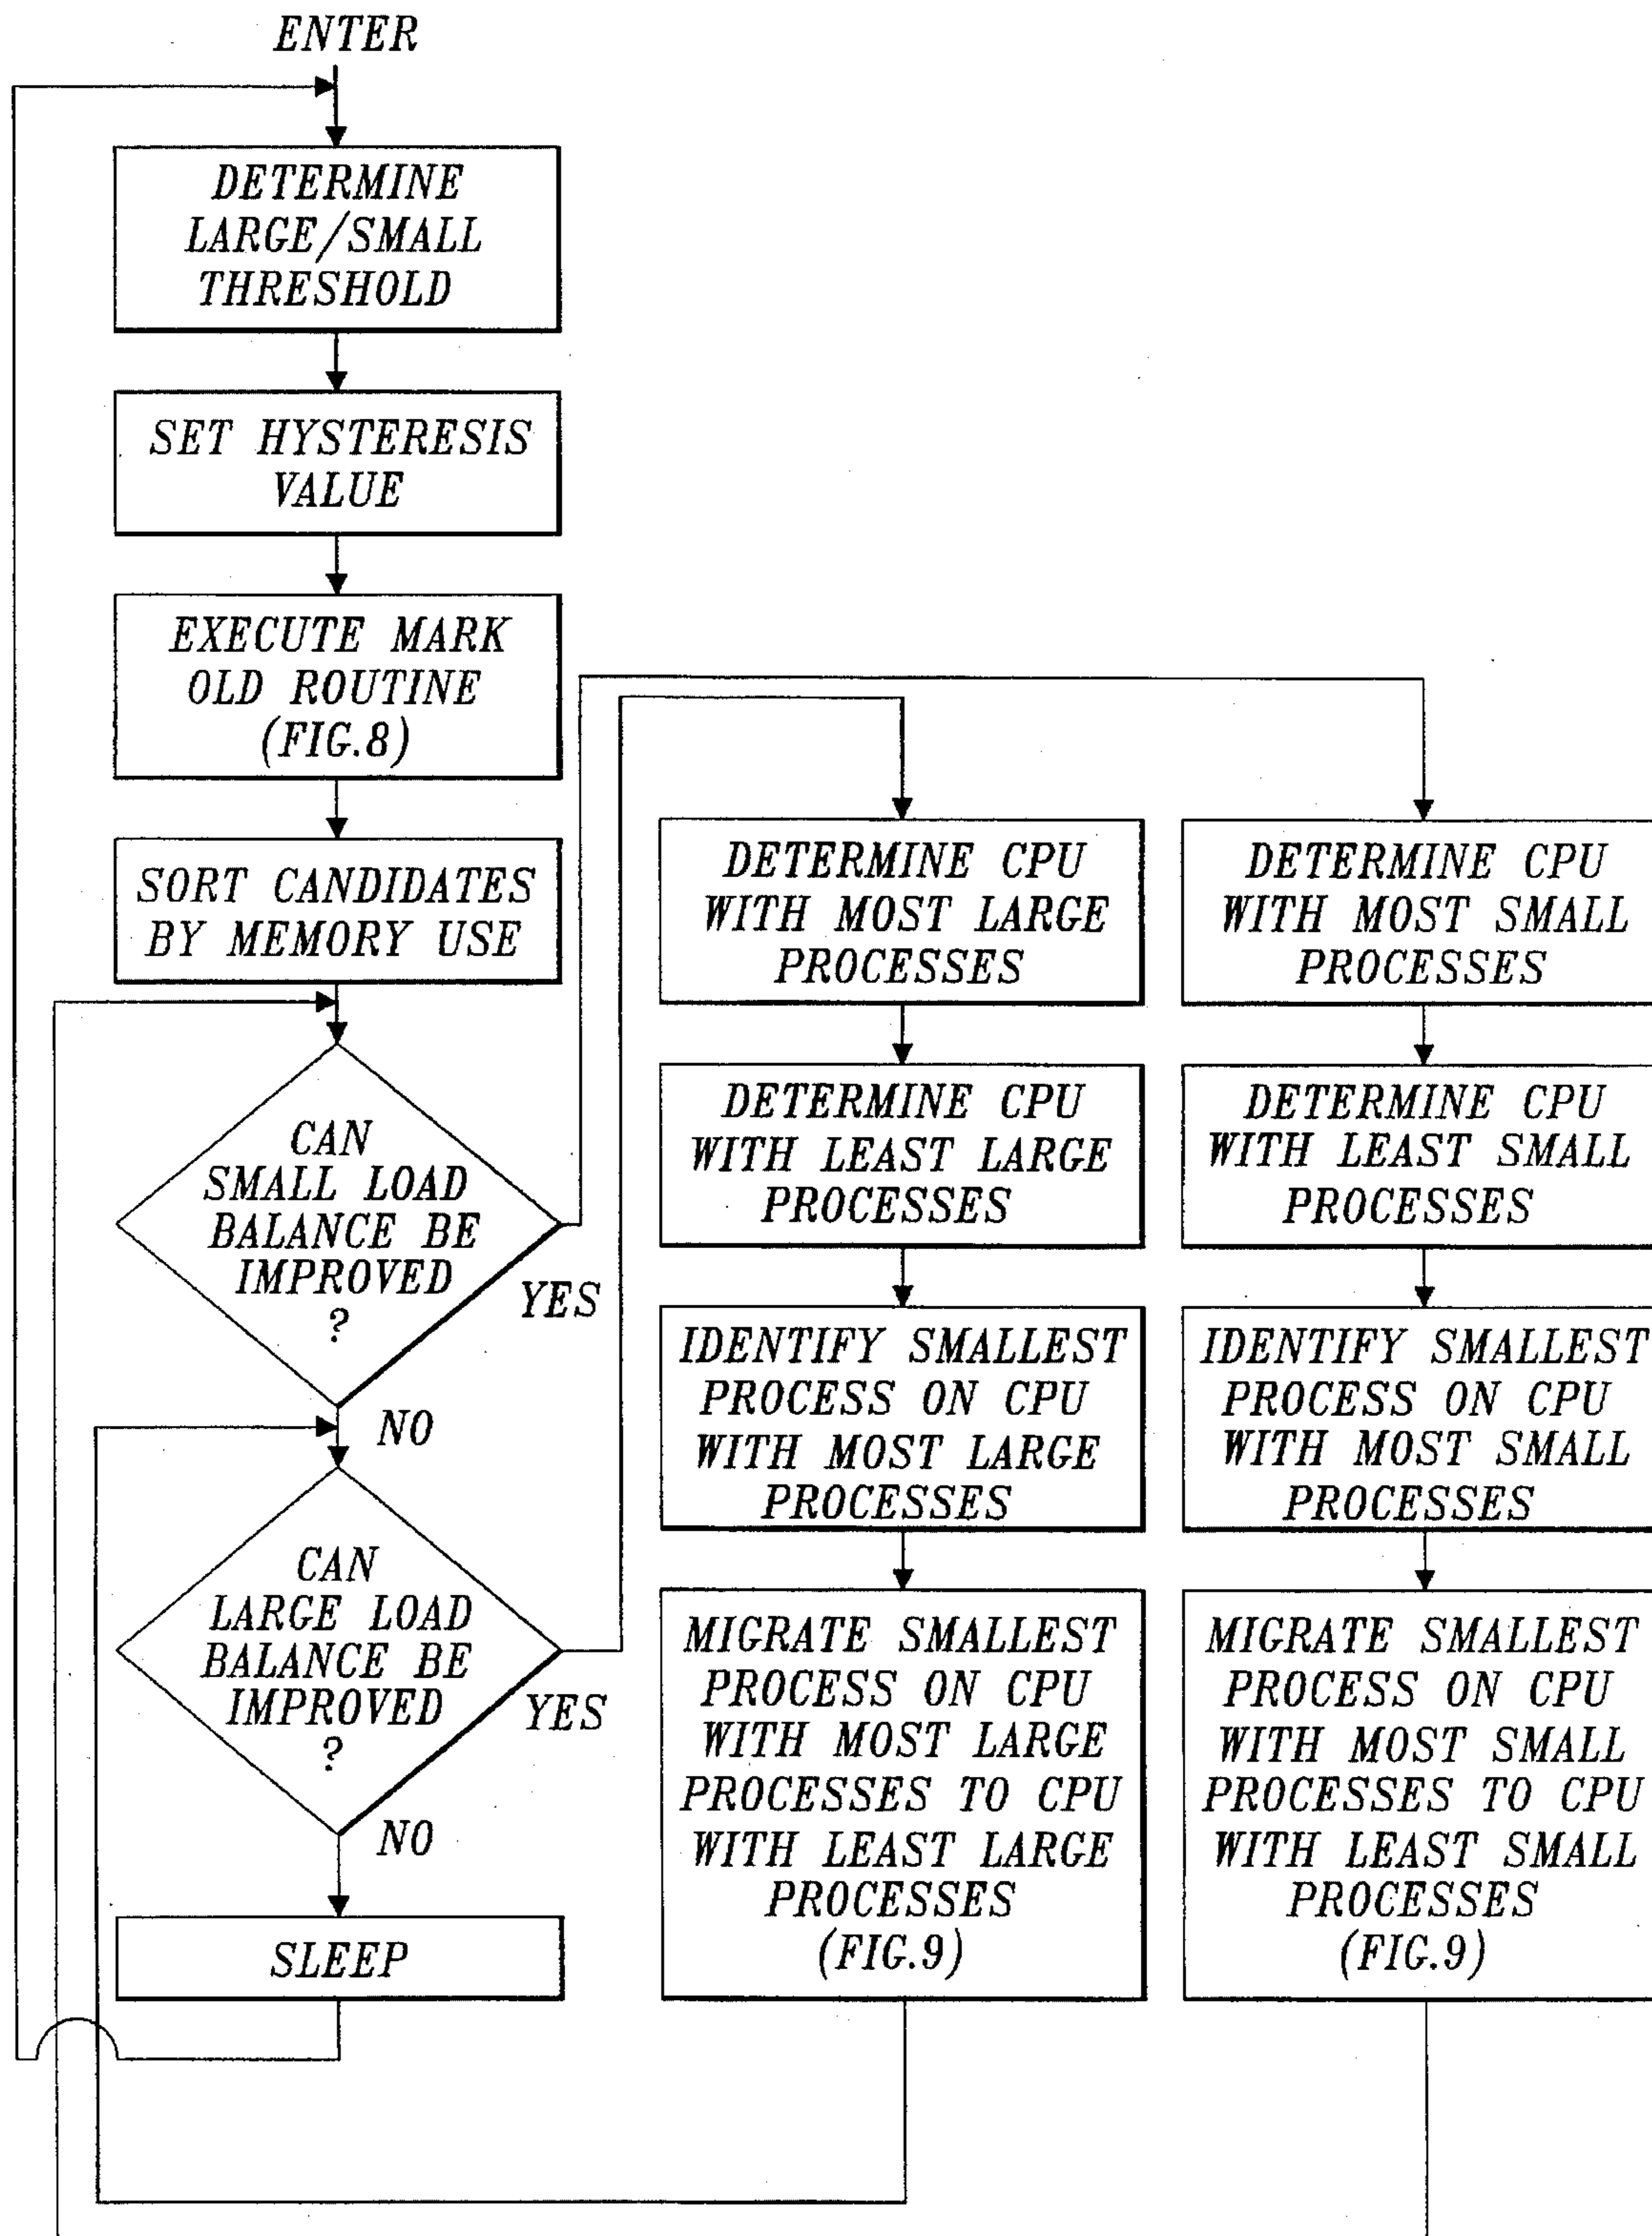 ENTER
DETERMINE
LARGE/SMALL
THRESHOLD
SET HYSTERESIS
VALUE
EXECUTE MARK
OLD ROUTINE
(FIG.8)
SORT CANDIDATES
BY MEMORY USE
CAN
SMALL LOAD
BALANCE BE
IMPROVED
?
YES
NO
CAN
LARGE LOAD
BALANCE BE
IMPROVED
?
YES
NO
SLEEP
DETERMINE CPU
WITH MOST LARGE
PROCESSES
DETERMINE CPU
WITH LEAST LARGE
PROCESSES
IDENTIFY SMALLEST
PROCESS ON CPU
WITH MOST LARGE
PROCESSES
MIGRATE SMALLEST
PROCESS ON CPU
WITH MOST LARGE
PROCESSES TO CPU
WITH LEAST LARGE
PROCESSES
(FIG.9)
DETERMINE CPU
WITH MOST SMALL
PROCESSES
DETERMINE CPU
WITH LEAST SMALL
PROCESSES
IDENTIFY SMALLEST
PROCESS ON CPU
WITH MOST SMALL
PROCESSES
MIGRATE SMALLEST
PROCESS ON CPU
WITH MOST SMALL
PROCESSES TO CPU
WITH LEAST SMALL
PROCESSES
(FIG.9)